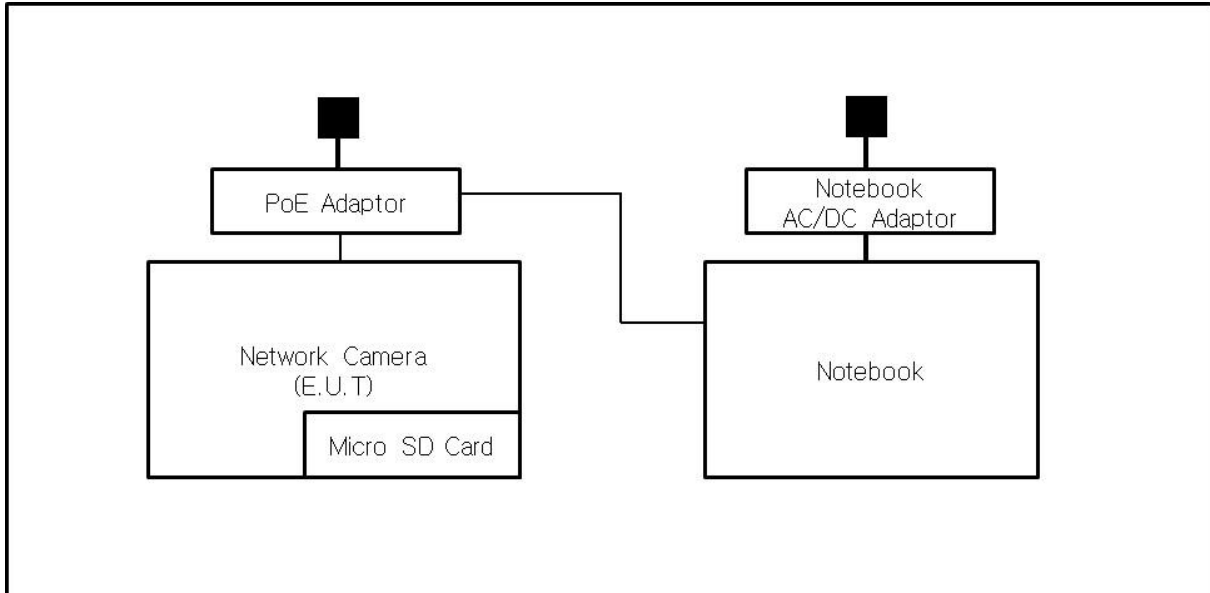 PoE Adaptor
Notebook
AC/DC Adaptor
Network Camera
(E.U.T)
Micro SD Card
Notebook